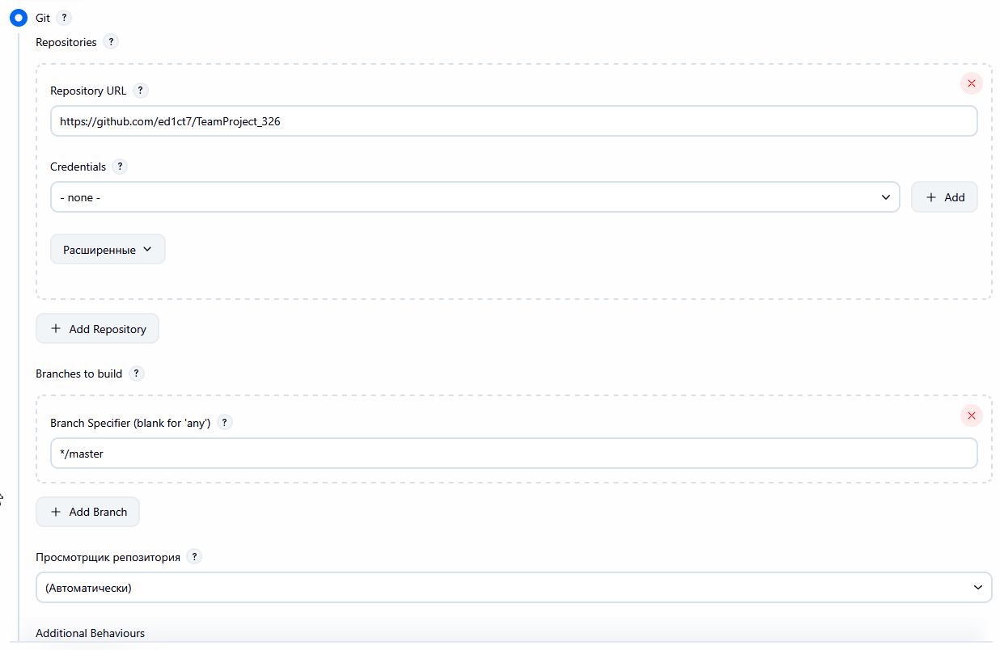 Git ?
Repositories ?
Repository URL ?
https://github.com/ed1ct7/TeamProject_326
Credentials ?
- none -
+ Add
Расширенные
+ Add Repository
Branches to build ?
Branch Specifier (blank for 'any') ?
*/master
+ Add Branch
Просмотрщик репозитория ?
(Автоматически)
Additional Behaviours